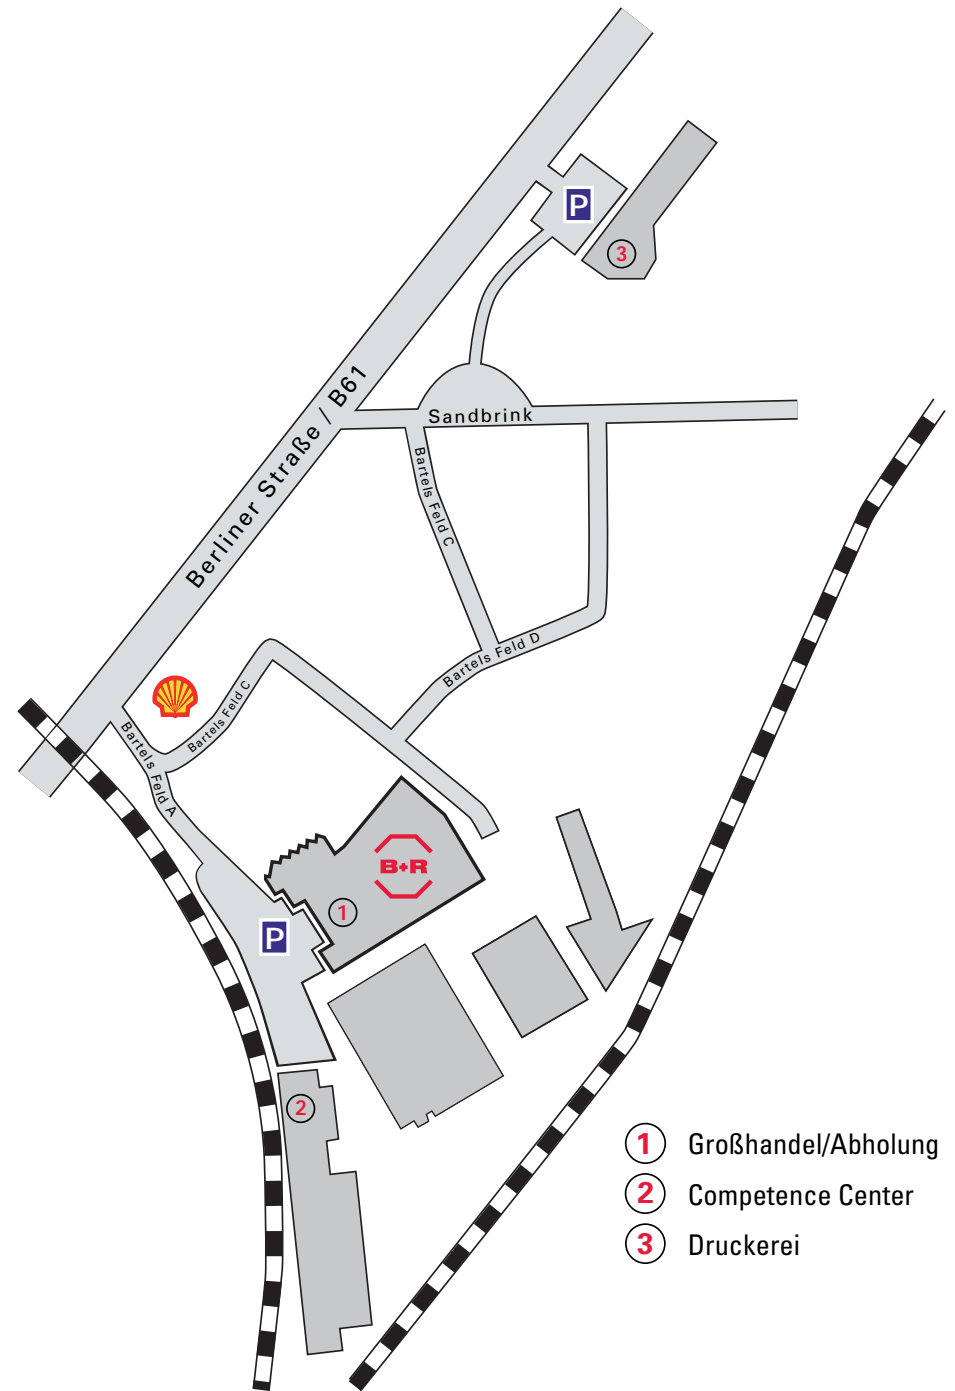 P
3
Berliner Straße / B61
Sandbrink
Bartels Feld C
Bartels Feld D
Bartels Feld C
Bartels Feld A
B+R
1
P
2
1 Großhandel/Abholung
2 Competence Center
3 Druckerei